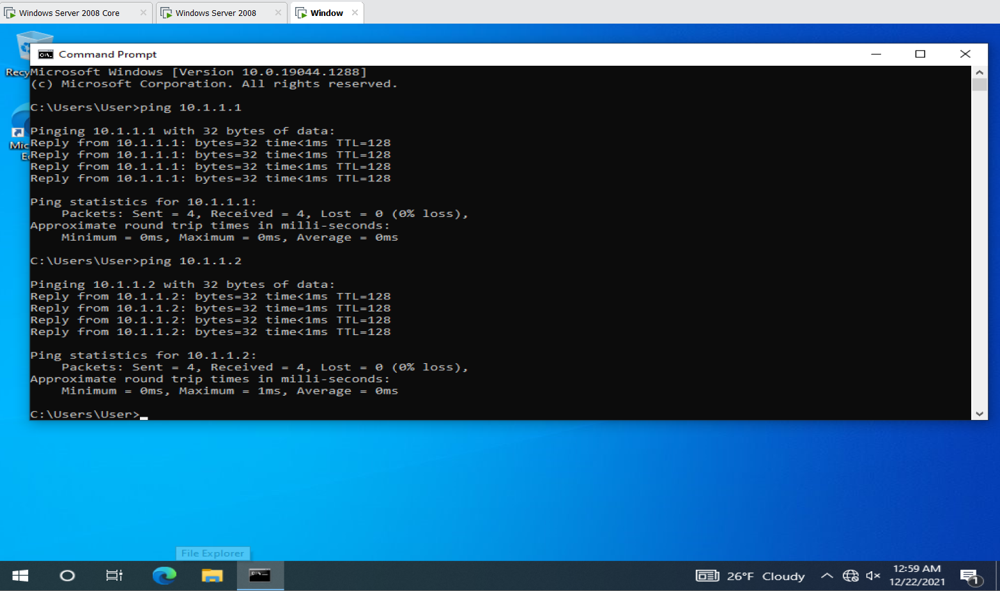 Windows Server 2008 Core
Windows Server 2008
Window
Command Prompt
Recy
Microsoft Windows [Version 10.0.19044.1288]
(c) Microsoft Corporation. All rights reserved.
C:\Users\User>ping 10.1.1.1
Pinging 10.1.1.1 with 32 bytes of data:
Reply from 10.1.1.1: bytes=32 time<1ms TTL=128
Mic
Reply from 10.1.1.1: bytes=32 time<1ms TTL=128
E
Reply from 10.1.1.1: bytes=32 time<1ms TTL=128
Reply from 10.1.1.1: bytes=32 time<1ms TTL=128
Ping statistics for 10.1.1.1:
Packets: Sent = 4, Received = 4, Lost = 0 (0% loss),
Approximate round trip times in milli-seconds:
Minimum = 0ms, Maximum = 0ms, Average = 0ms
C:\Users\User>ping 10.1.1.2
Pinging 10.1.1.2 with 32 bytes of data:
Reply from 10.1.1.2: bytes=32 time<1ms TTL=128
Reply from 10.1.1.2: bytes=32 time=1ms TTL=128
Reply from 10.1.1.2: bytes=32 time<1ms TTL=128
Reply from 10.1.1.2: bytes=32 time<1ms TTL=128
Ping statistics for 10.1.1.2:
Packets: Sent = 4, Received = 4, Lost = 0 (0% loss),
Approximate round trip times in milli-seconds:
Minimum = 0ms, Maximum = 1ms, Average = 0ms
C:\Users\User>
File Explorer
26°F Cloudy
12:59 AM
12/22/2021
1